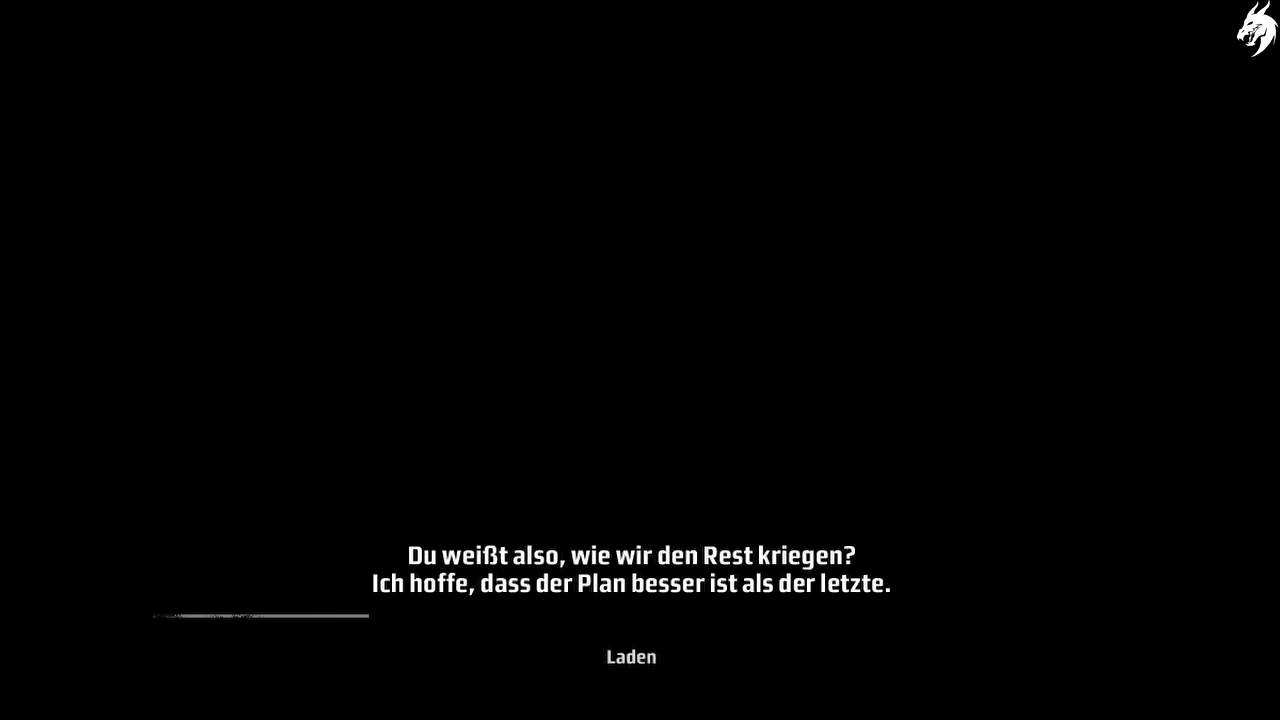 Du weißt also, wie wir den Rest kriegen?
Ich hoffe, dass der Plan besser ist als der letzte.
Laden